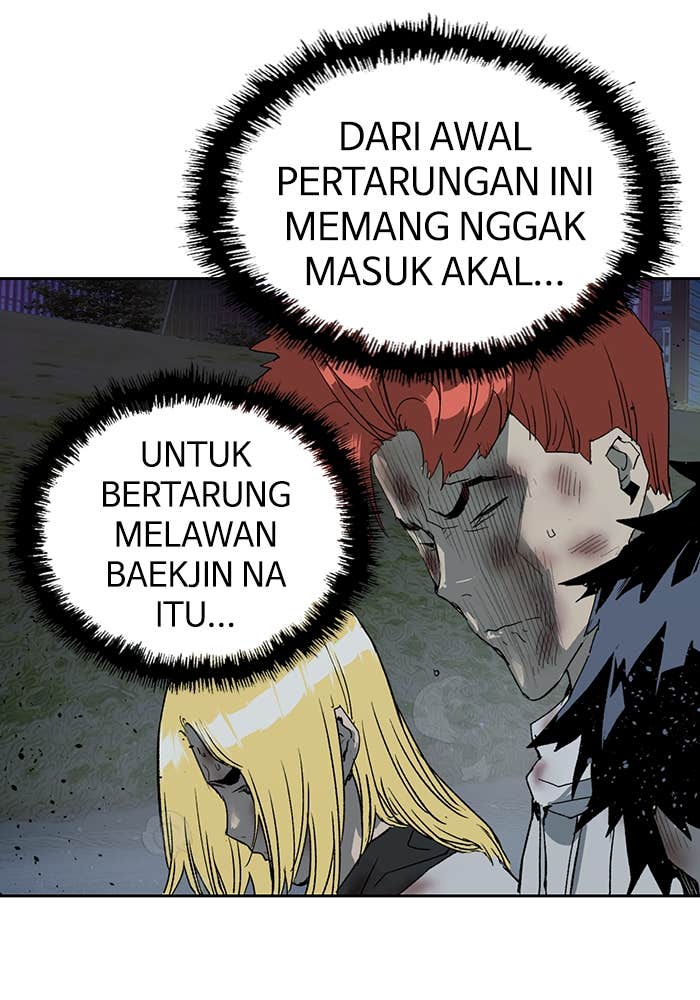 DARI AWAL
PERTARUNGAN INI
MEMANG NGGAK
MASUK AKAL...
UNTUK
BERTARUNG
MELAWAN
BAEKJIN NA
ITU...